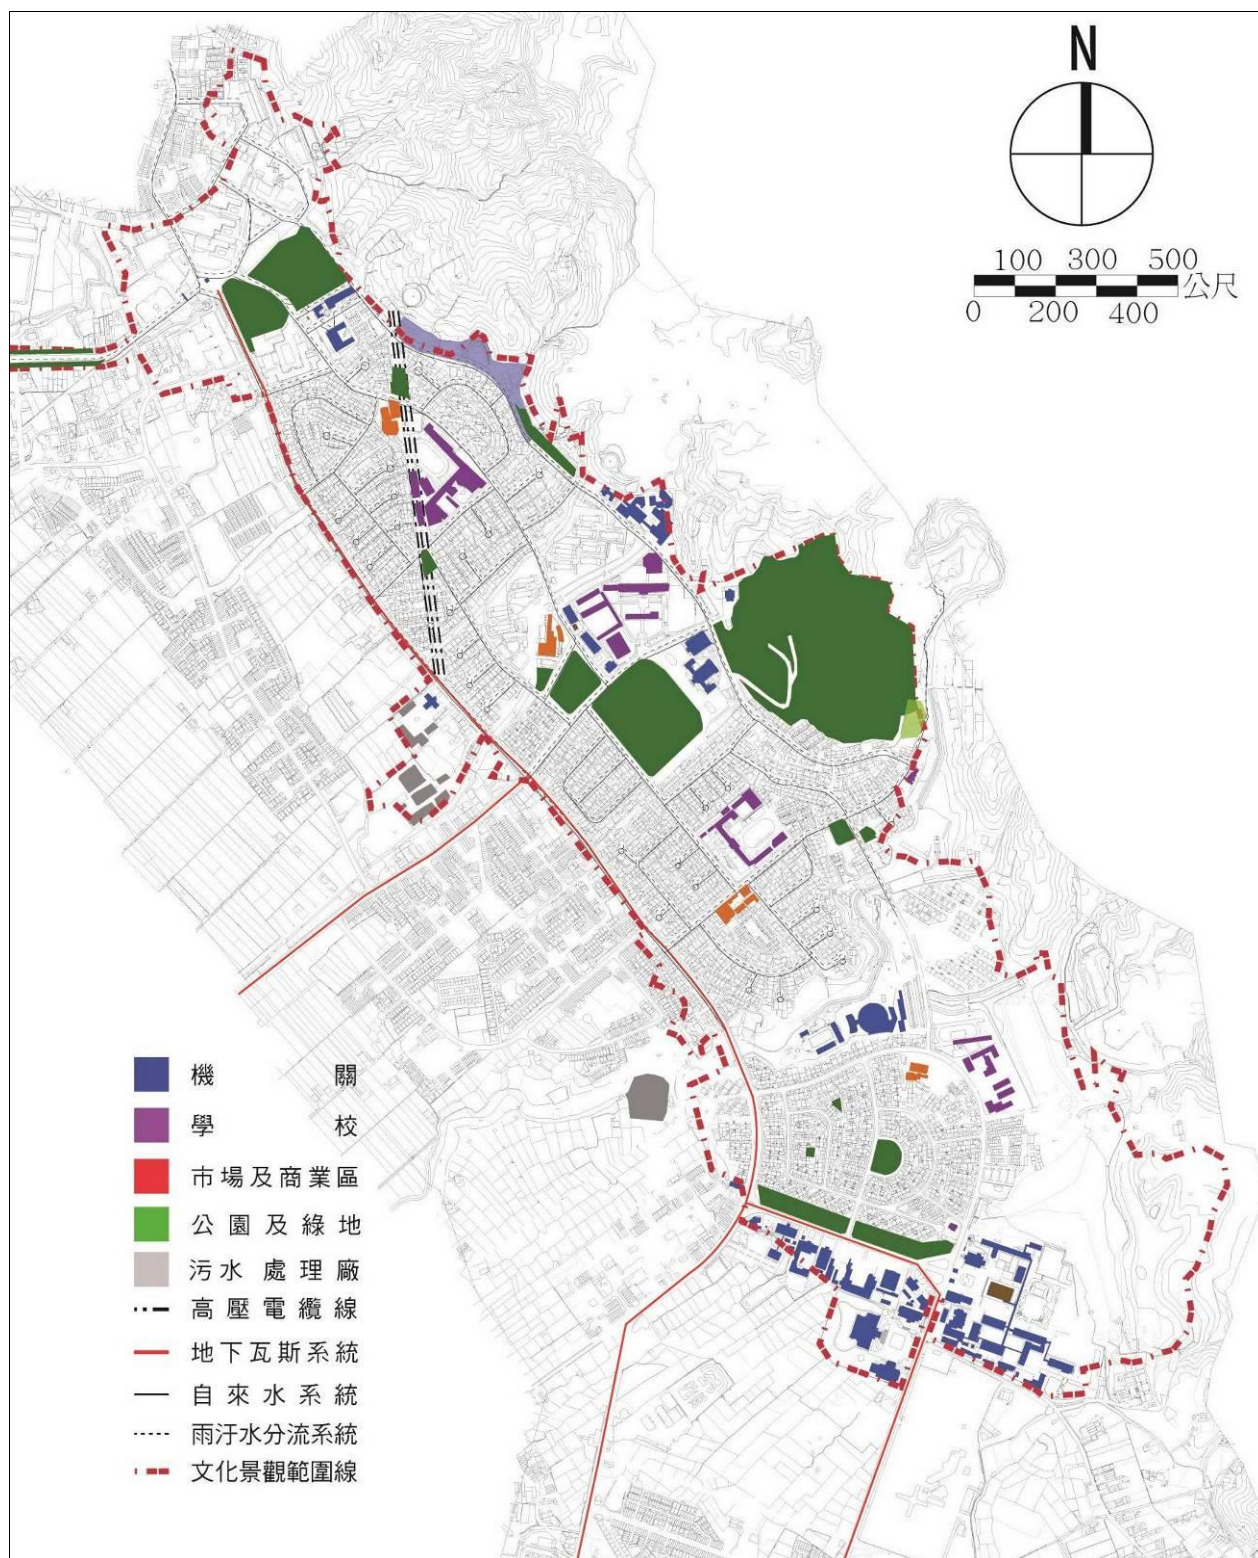 N
100 300 500
公尺
0 200 400
機關
學校
市場及商業區
公園及綠地
污水處理廠
高壓電纜線
地下瓦斯系統
自來水系統
雨汙水分流系統
文化景觀範圍線